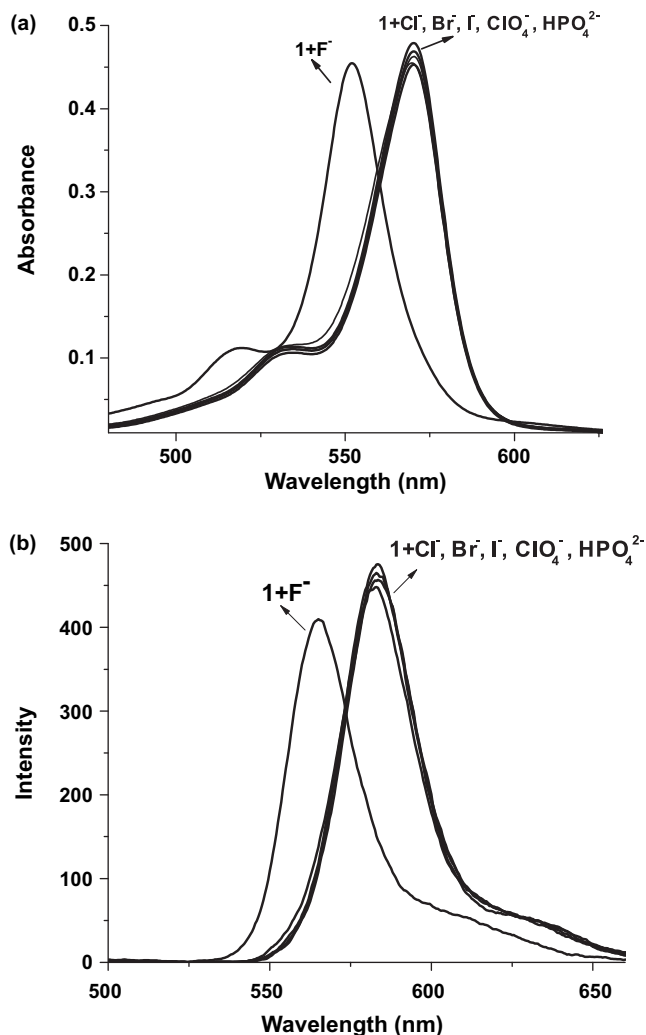 (a)
0.5
0.4
0.3
0.2
0.1
Absorbance
1+F⁻
1+Cl⁻, Br⁻, I⁻, ClO₄⁻, HPO₄²⁻
500
550
600
Wavelength (nm)
(b)
500
400
300
200
100
0
Intensity
1+F⁻
1+Cl⁻, Br⁻, I⁻, ClO₄⁻, HPO₄²⁻
500
550
600
650
Wavelength (nm)